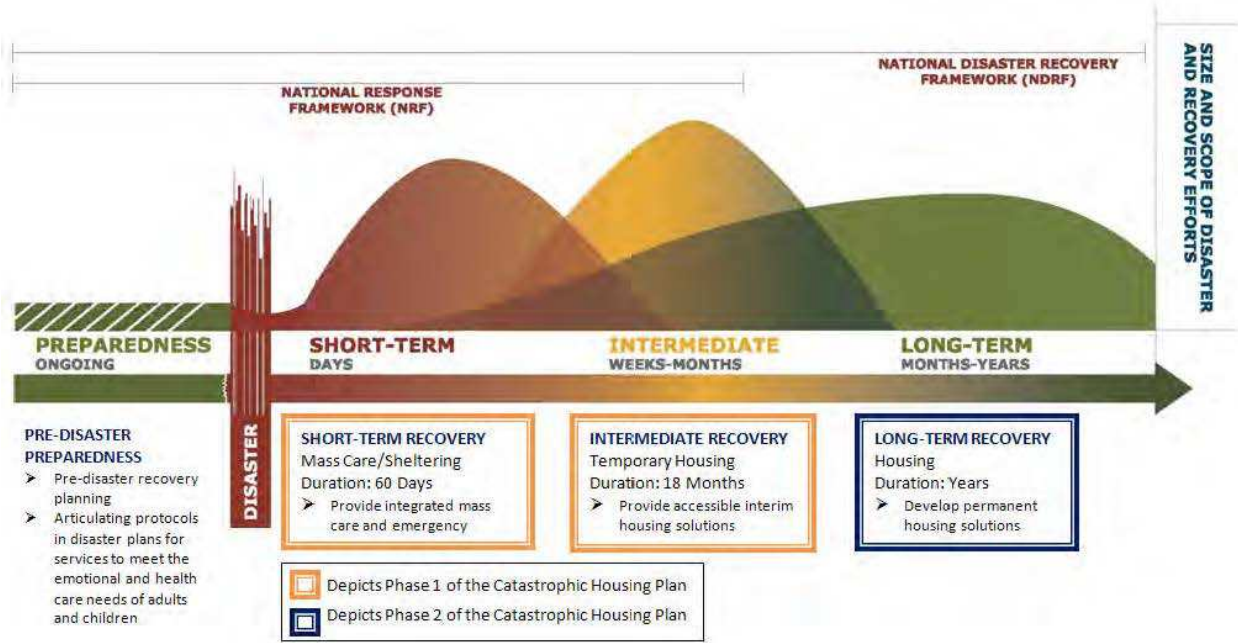 NATIONAL DISASTER RECOVERY
FRAMEWORK (NDRF)
NATIONAL RESPONSE
FRAMEWORK (NRF)
SIZE AND SCOPE OF DISASTER
AND RECOVERY EFFORTS
PREPAREDNESS
ONGOING
SHORT-TERM
DAYS
INTERMEDIATE
WEEKS-MONTHS
LONG-TERM
MONTHS-YEARS
PRE-DISASTER
PREPAREDNESS
➤ Pre-disaster recovery
planning
➤ Articulating protocols
in disaster plans for
services to meet the
emotional and health
care needs of adults
and children
DISASTER
SHORT-TERM RECOVERY
Mass Care/Sheltering
Duration: 60 Days
➤ Provide integrated mass
care and emergency
INTERMEDIATE RECOVERY
Temporary Housing
Duration: 18 Months
➤ Provide accessible interim
housing solutions
LONG-TERM RECOVERY
Housing
Duration: Years
➤ Develop permanent
housing solutions
Depicts Phase 1 of the Catastrophic Housing Plan
Depicts Phase 2 of the Catastrophic Housing Plan